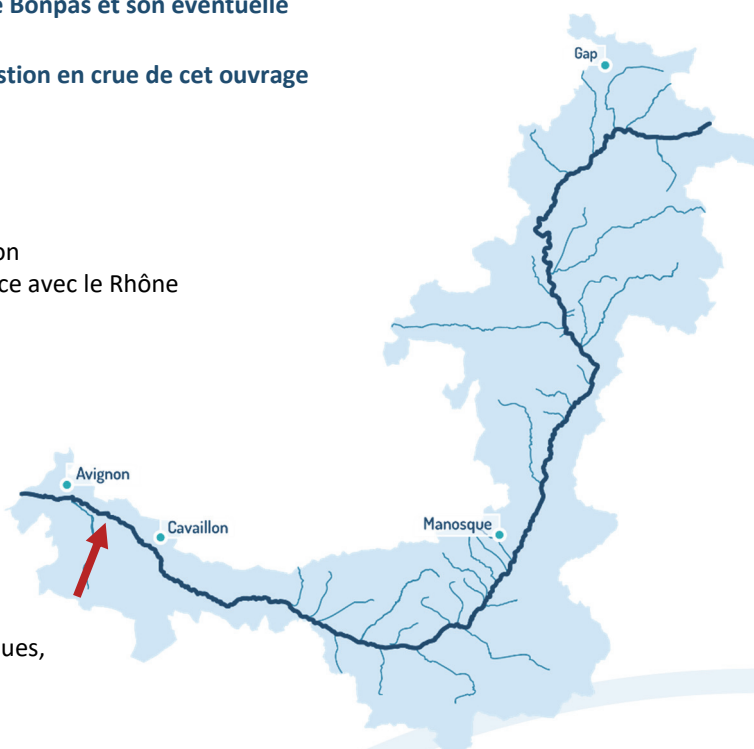 e Bonpas et son éventuelle
stion en crue de cet ouvrage
Gap
on
ce avec le Rhône
Avignon
Cavaillon
Manosque
ues,